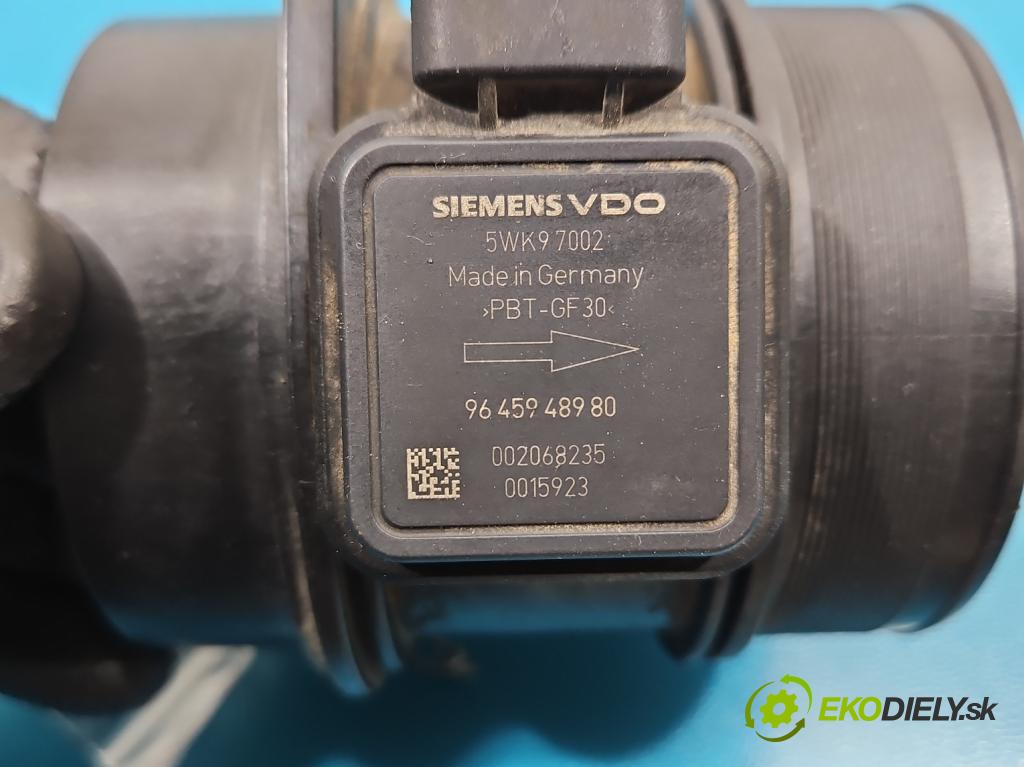 SIEMENS VDO
5WK9 7002
Made in Germany
>PBT-GF30<
96 459 489 80
002068235
0015923
EKODIELY.sk